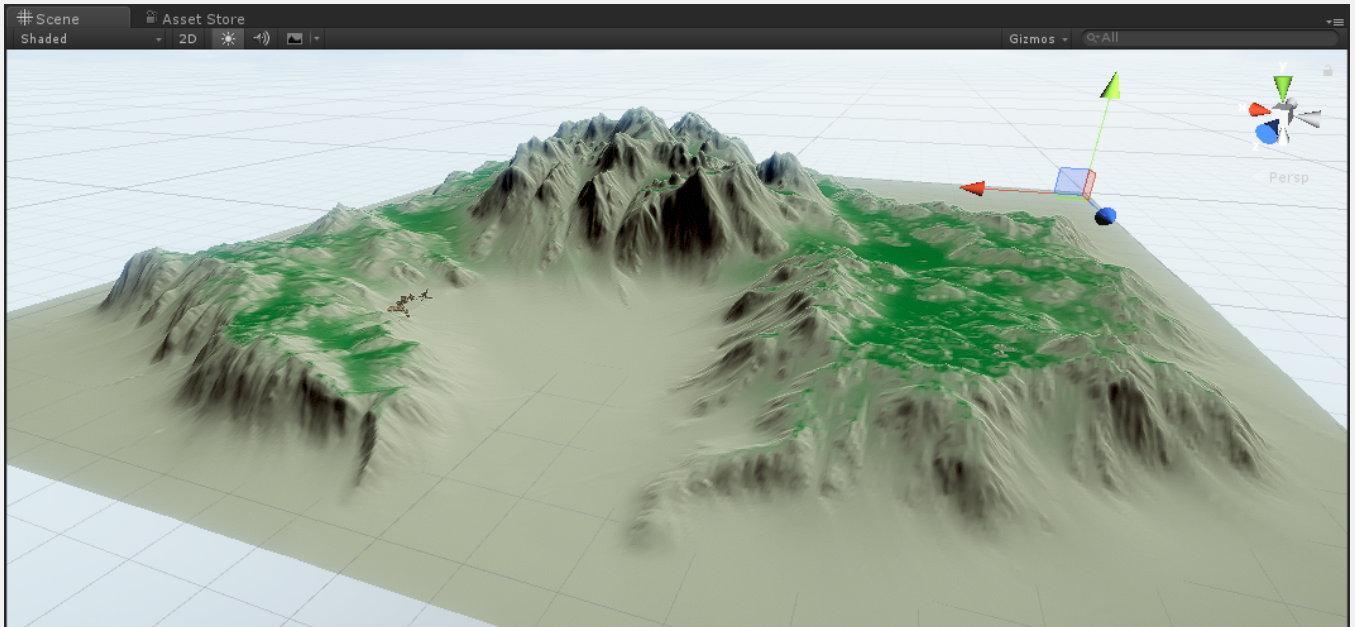 Scene
Asset Store
Shaded
2D
Gizmos
All
y
x
z
Persp